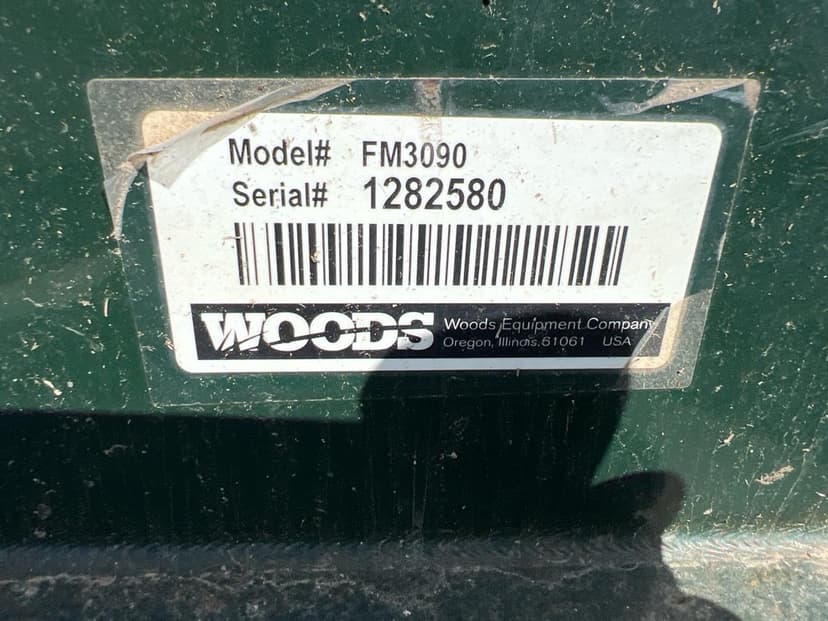 Model# FM3090
Serial# 1282580
WOODS
Woods Equipment Company
Oregon, Illinois 61061 USA